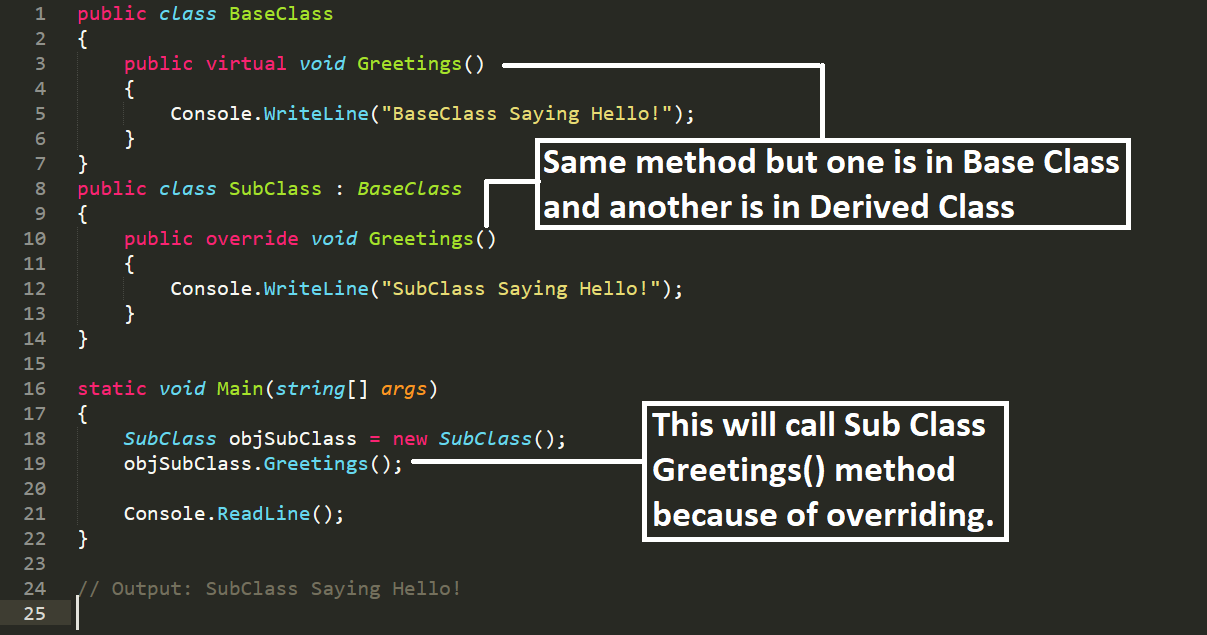 1 public class BaseClass
2 {
3 public virtual void Greetings()
4 {
5 Console.WriteLine("BaseClass Saying Hello!");
6 }
7 }
Same method but one is in Base Class
and another is in Derived Class
8 public class SubClass : BaseClass
9 {
10 public override void Greetings()
11 {
12 Console.WriteLine("SubClass Saying Hello!");
13 }
14 }
15
16 static void Main(string[] args)
17 {
18 SubClass objSubClass = new SubClass();
19 objSubClass.Greetings();
This will call Sub Class
Greetings() method
because of overriding.
20
21 Console.ReadLine();
22 }
23
24 // Output: SubClass Saying Hello!
25